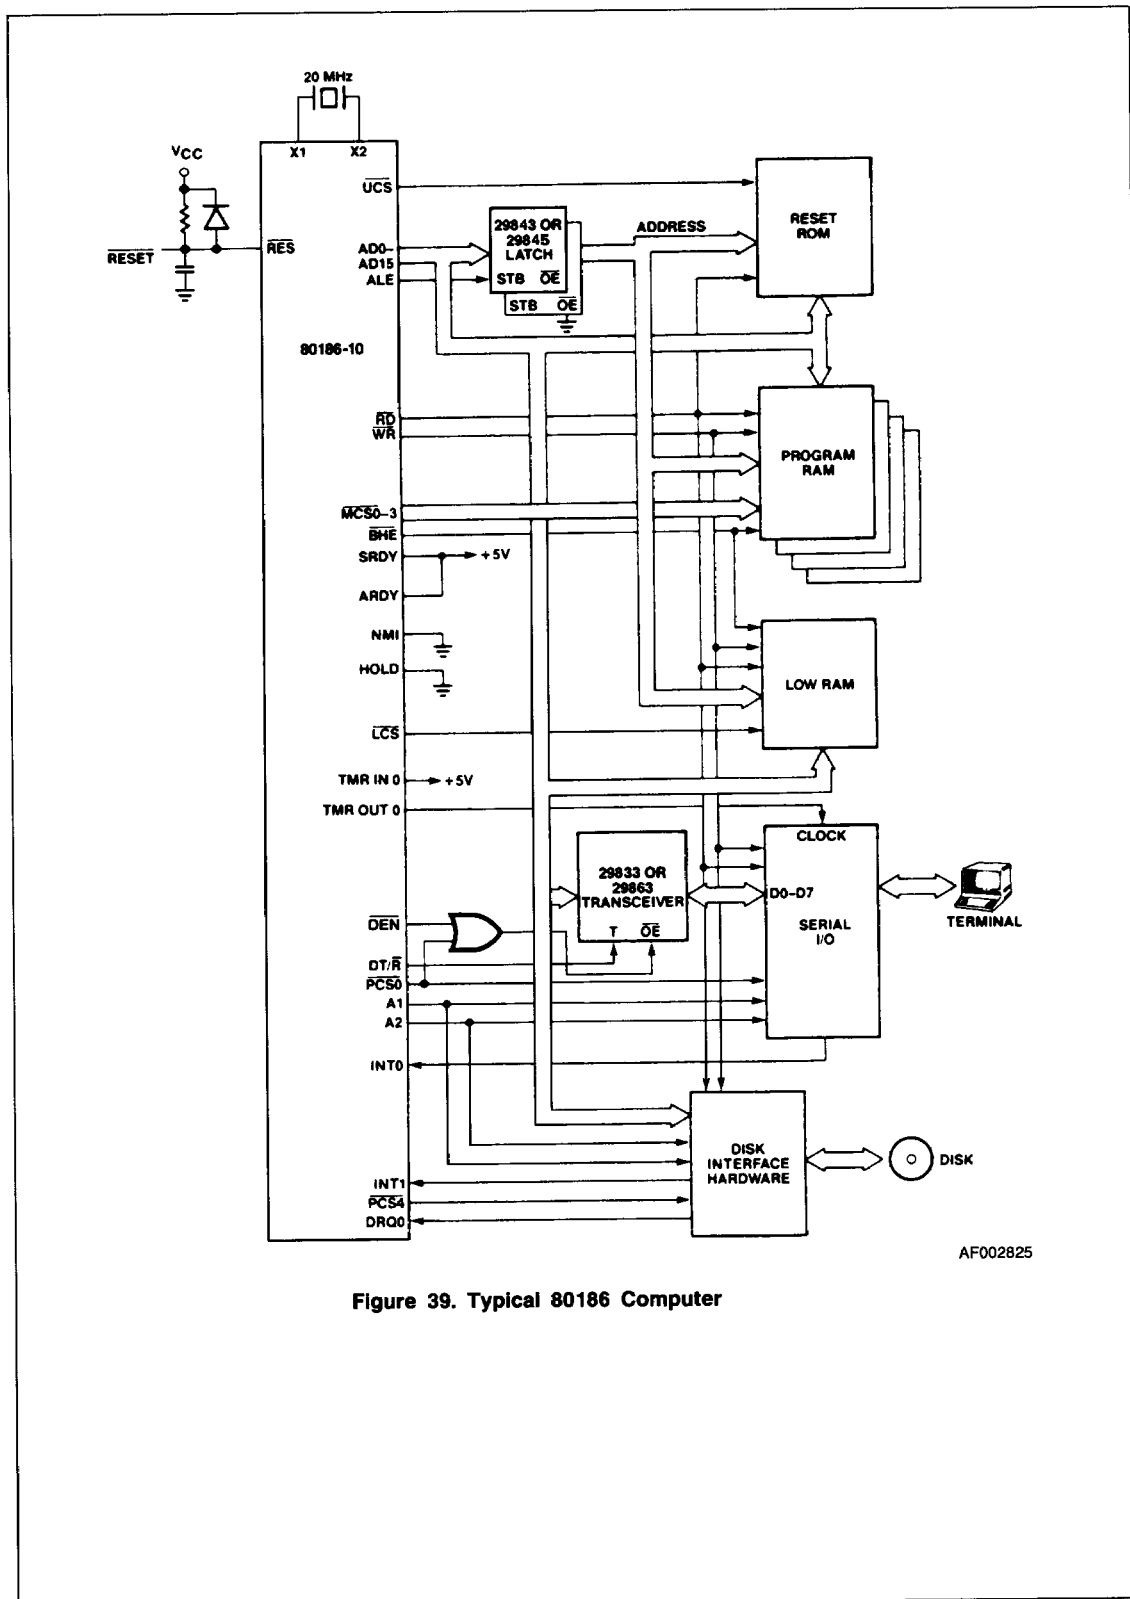 20 MHz
X1 X2
VCC
RESET
RES
UCS
AD0-
AD15
ALE
80186-10
RD
WR
MCS0-3
BHE
SRDY
+5V
ARDY
NMI
HOLD
LCS
TMR IN 0
+5V
TMR OUT 0
DEN
DT/R
PCS0
A1
A2
INT0
INT1
PCS4
DRQ0
29843 OR
29845
LATCH
STB OE
STB OE
ADDRESS
RESET
ROM
PROGRAM
RAM
LOW RAM
29833 OR
29863
TRANSCEIVER
T OE
CLOCK
D0-D7
SERIAL
I/O
TERMINAL
DISK
INTERFACE
HARDWARE
DISK
AF002825
Figure 39. Typical 80186 Computer